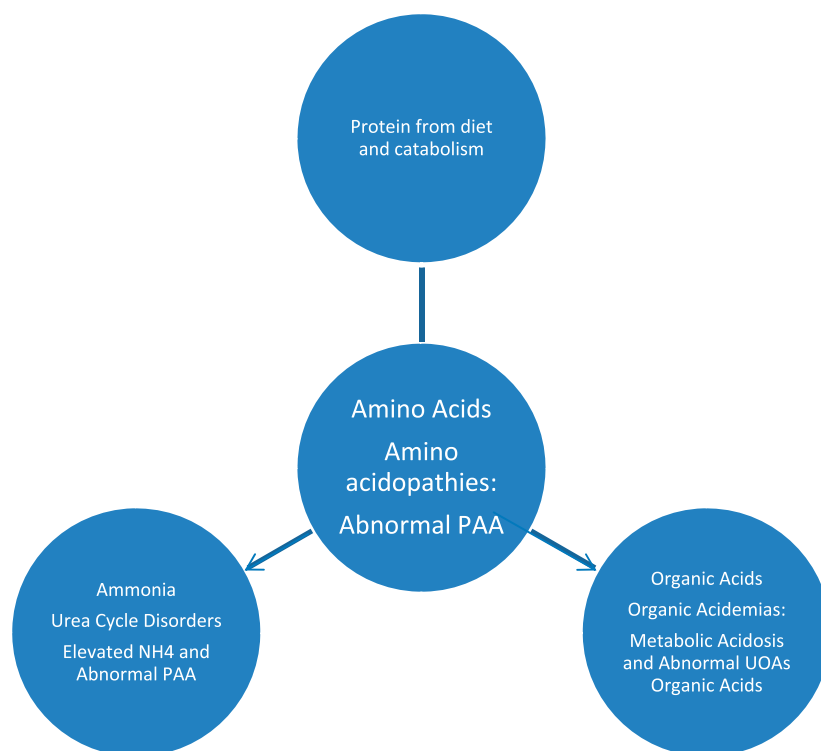 Protein from diet
and catabolism
Amino Acids
Amino
acidopathies:
Abnormal PAA
Ammonia
Urea Cycle Disorders
Elevated NH4 and
Abnormal PAA
Organic Acids
Organic Acidemias:
Metabolic Acidosis
and Abnormal UOAs
Organic Acids